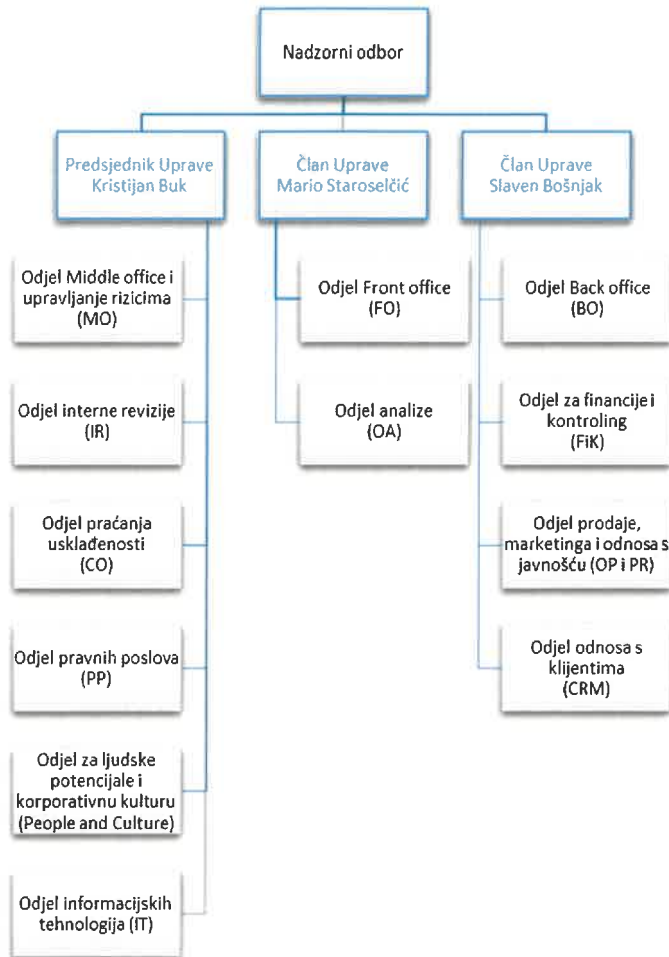 Nadzorni odbor
Predsjednik Uprave
Kristijan Buk
Član Uprave
Mario Staroselčić
Član Uprave
Slaven Bošnjak
Odjel Middle office i
upravljanje rizicima
(MO)
Odjel interne revizije
(IR)
Odjel praćanja
usklađenosti
(CO)
Odjel pravnih poslova
(PP)
Odjel za ljudske
potencijale i
korporativnu kulturu
(People and Culture)
Odjel informacijskih
tehnologija (IT)
Odjel Front office
(FO)
Odjel analize
(OA)
Odjel Back office
(BO)
Odjel za financije i
kontroling
(FiK)
Odjel prodaje,
marketinga i odnosa s
javnošću (OP i PR)
Odjel odnosa s
klijentima
(CRM)